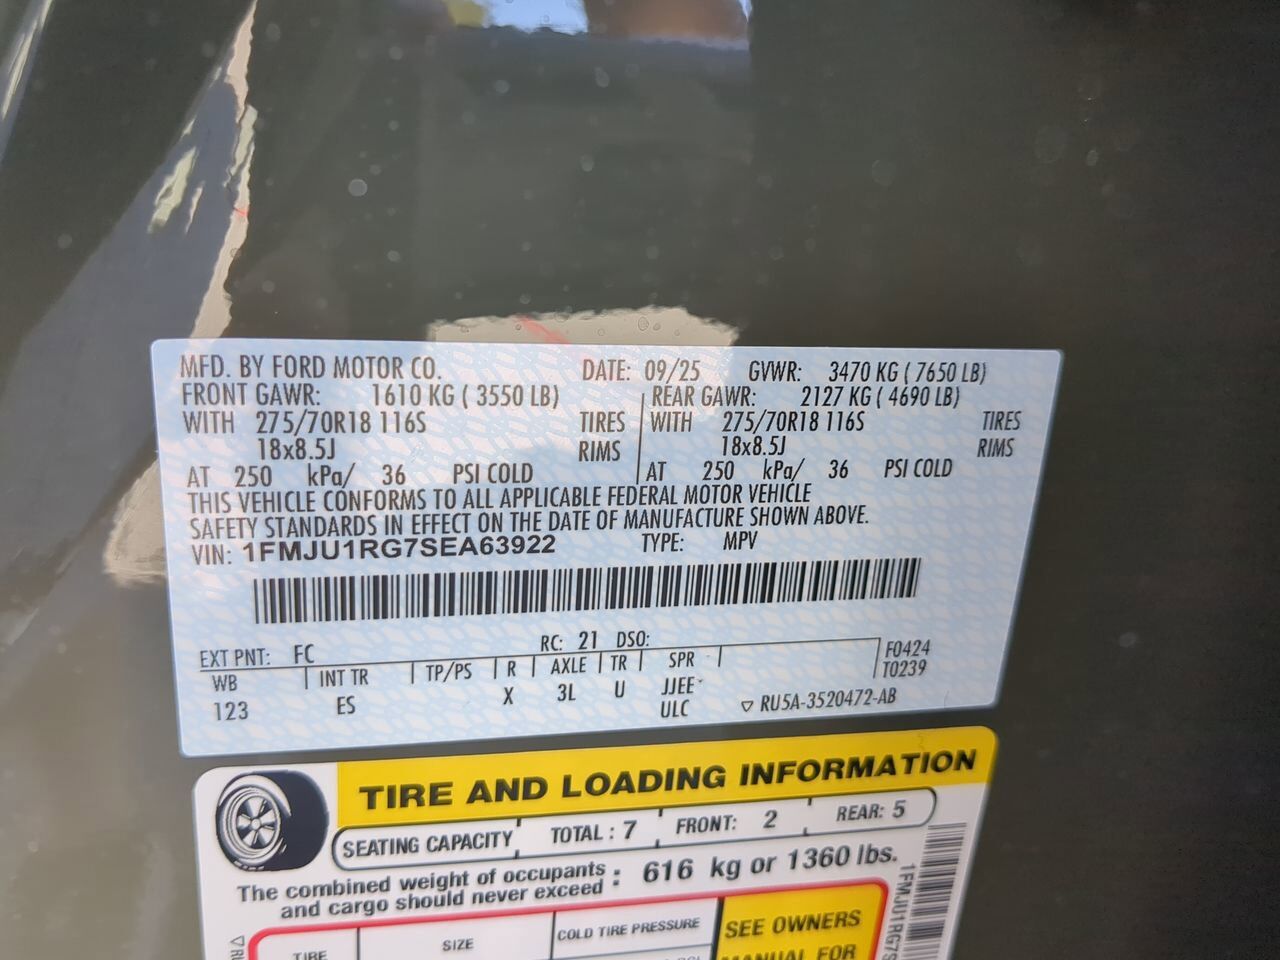 MFD. BY FORD MOTOR CO. DATE: 09/25 GVWR: 3470 KG ( 7650 LB)
FRONT GAWR: 1610 KG ( 3550 LB) REAR GAWR: 2127 KG ( 4690 LB)
WITH 275/70R18 116S TIRES WITH 275/70R18 116S TIRES
18x8.5J RIMS 18x8.5J RIMS
AT 250 kPa/ 36 PSI COLD AT 250 kPa/ 36 PSI COLD
THIS VEHICLE CONFORMS TO ALL APPLICABLE FEDERAL MOTOR VEHICLE
SAFETY STANDARDS IN EFFECT ON THE DATE OF MANUFACTURE SHOWN ABOVE.
VIN: 1FMJU1RG7SEA63922 TYPE: MPV
EXT PNT: FC RC: 21 DSO:
WB INT TR TP/PS R AXLE TR SPR F0424
123 ES X 3L U JJEE T0239
ULC ▽ RU5A-3520472-AB
TIRE AND LOADING INFORMATION
SEATING CAPACITY TOTAL : 7 FRONT: 2 REAR: 5
The combined weight of occupants and cargo should never exceed : 616 kg or 1360 lbs.
TIRE SIZE COLD TIRE PRESSURE SEE OWNERS
MANUAL FOR